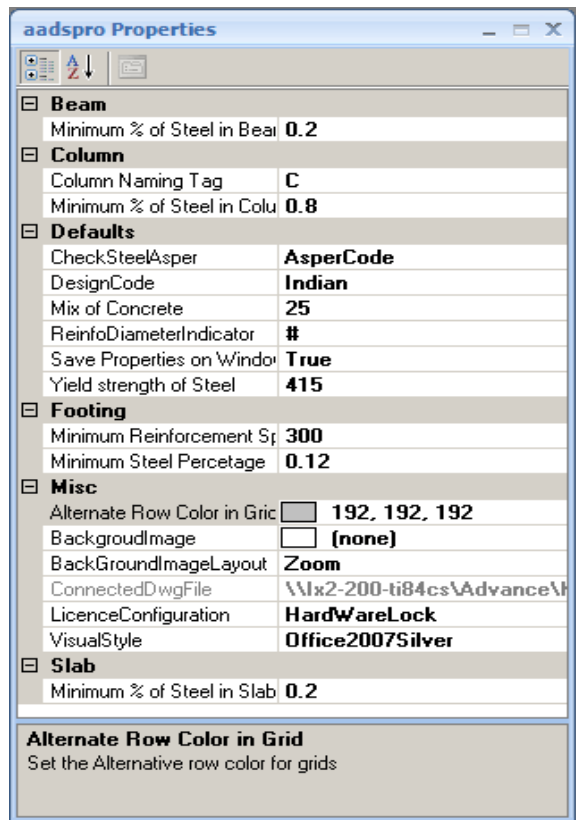 aadspro Properties
Beam
Minimum % of Steel in Bear 0.2
Column
Column Naming Tag C
Minimum % of Steel in Colu 0.8
Defaults
CheckSteelAsper AsperCode
DesignCode Indian
Mix of Concrete 25
ReinfoDiameterIndicator #
Save Properties on Windo True
Yield strength of Steel 415
Footing
Minimum Reinforcement Sp 300
Minimum Steel Percetage 0.12
Misc
Alternate Row Color in Gric 192, 192, 192
BackgroudImage (none)
BackGroundImageLayout Zoom
ConnectedDwgFile \\lx2-200-ti84cs\Advance\
LicenceConfiguration HardWareLock
VisualStyle Office2007Silver
Slab
Minimum % of Steel in Slab 0.2
Alternate Row Color in Grid
Set the Alternative row color for grids